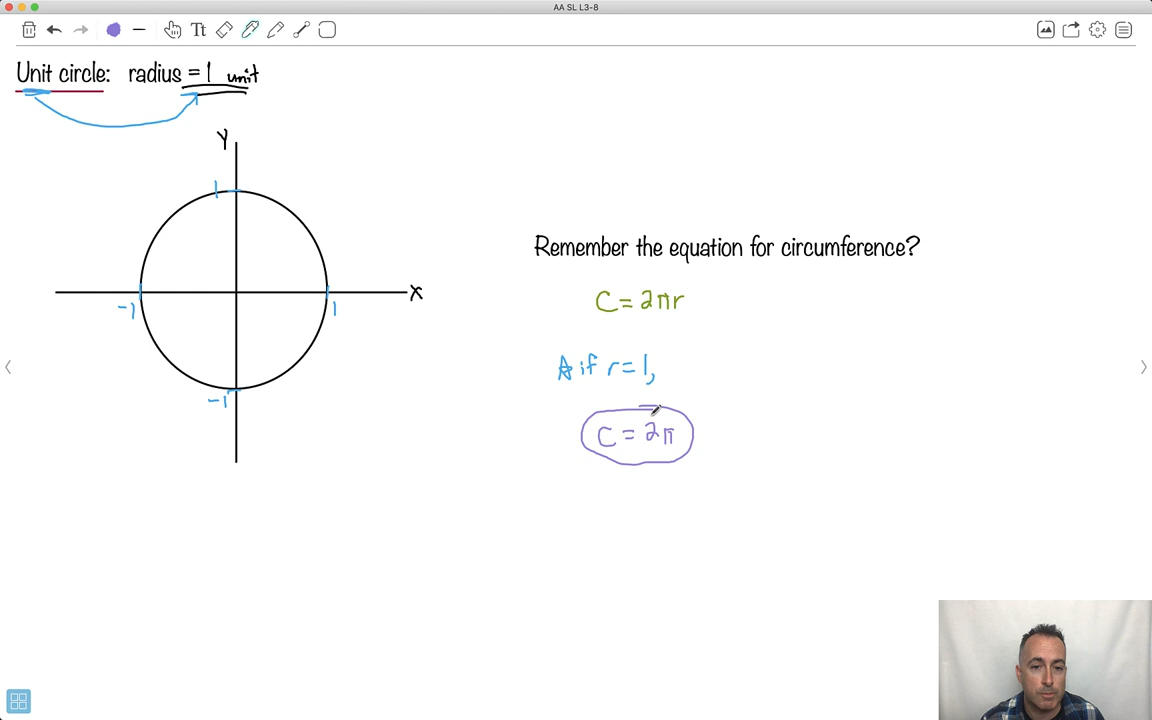 AA SL L3-8
Tt
Unit circle: radius = 1 unit
Y
1
-1
1
X
-1
Remember the equation for circumference?
C = 2πr
☆ if r = 1,
C = 2π